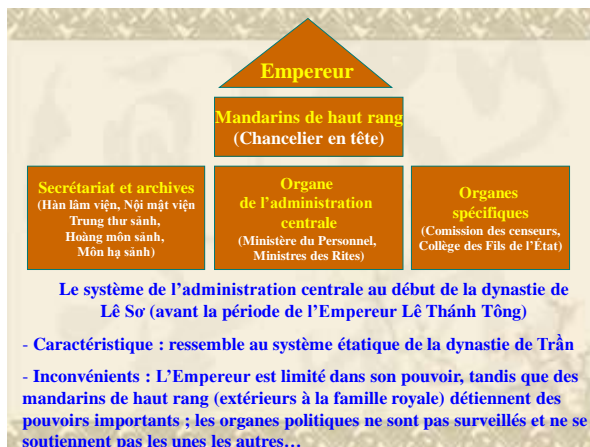 Empereur
Mandarins de haut rang
(Chancelier en tête)
Secrétariat et archives
(Hàn lâm viện, Nội mật viện
Trung thư sảnh,
Hoàng môn sảnh,
Môn hạ sảnh)
Organe
de l'administration
centrale
(Ministère du Personnel,
Ministres des Rites)
Organes
spécifiques
(Comission des censeurs,
Collège des Fils de l'État)
Le système de l'administration centrale au début de la dynastie de
Lê Sơ (avant la période de l'Empereur Lê Thánh Tông)
- Caractéristique : ressemble au système étatique de la dynastie de Trần
- Inconvénients : L'Empereur est limité dans son pouvoir, tandis que des
mandarins de haut rang (extérieurs à la famille royale) détiennent des
pouvoirs importants ; les organes politiques ne sont pas surveillés et ne se
soutiennent pas les unes les autres…